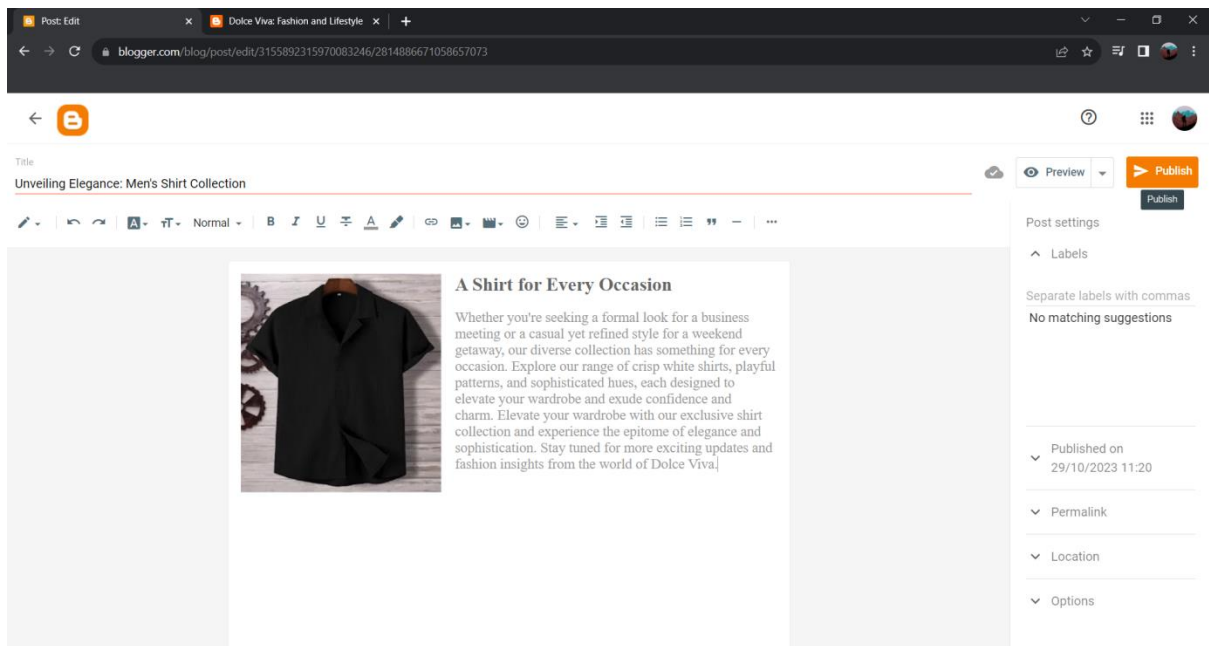 Post: Edit
Dolce Viva: Fashion and Lifestyle
blogger.com/blog/post/edit/3155892315970083246/2814886671058657073
Title
Unveiling Elegance: Men's Shirt Collection
Preview
Publish
Publish
Normal
B I U A
Post settings
Labels
Separate labels with commas
No matching suggestions
A Shirt for Every Occasion
Whether you're seeking a formal look for a business
meeting or a casual yet refined style for a weekend
getaway, our diverse collection has something for every
occasion. Explore our range of crisp white shirts, playful
patterns, and sophisticated hues, each designed to
elevate your wardrobe and exude confidence and
charm. Elevate your wardrobe with our exclusive shirt
collection and experience the epitome of elegance and
sophistication. Stay tuned for more exciting updates and
fashion insights from the world of Dolce Viva.
Published on
29/10/2023 11:20
Permalink
Location
Options